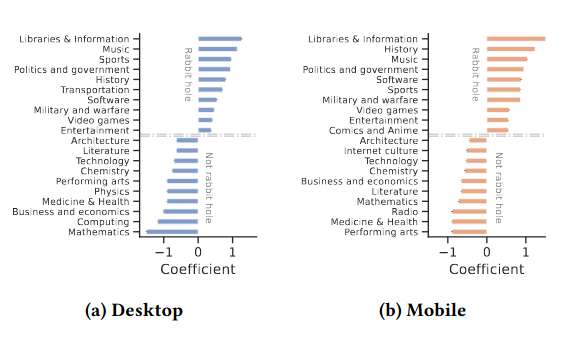 Libraries & Information
Music
Sports
Politics and government
History
Transportation
Software
Military and warfare
Video games
Entertainment
Architecture
Literature
Technology
Chemistry
Performing arts
Physics
Medicine & Health
Business and economics
Computing
Mathematics
Rabbit hole
Not rabbit hole
−1 0 1
Coefficient
(a) Desktop
Libraries & Information
History
Music
Politics and government
Software
Sports
Military and warfare
Video games
Entertainment
Comics and Anime
Architecture
Internet culture
Technology
Chemistry
Business and economics
Literature
Mathematics
Radio
Medicine & Health
Performing arts
Rabbit hole
Not rabbit hole
−1 0 1
Coefficient
(b) Mobile